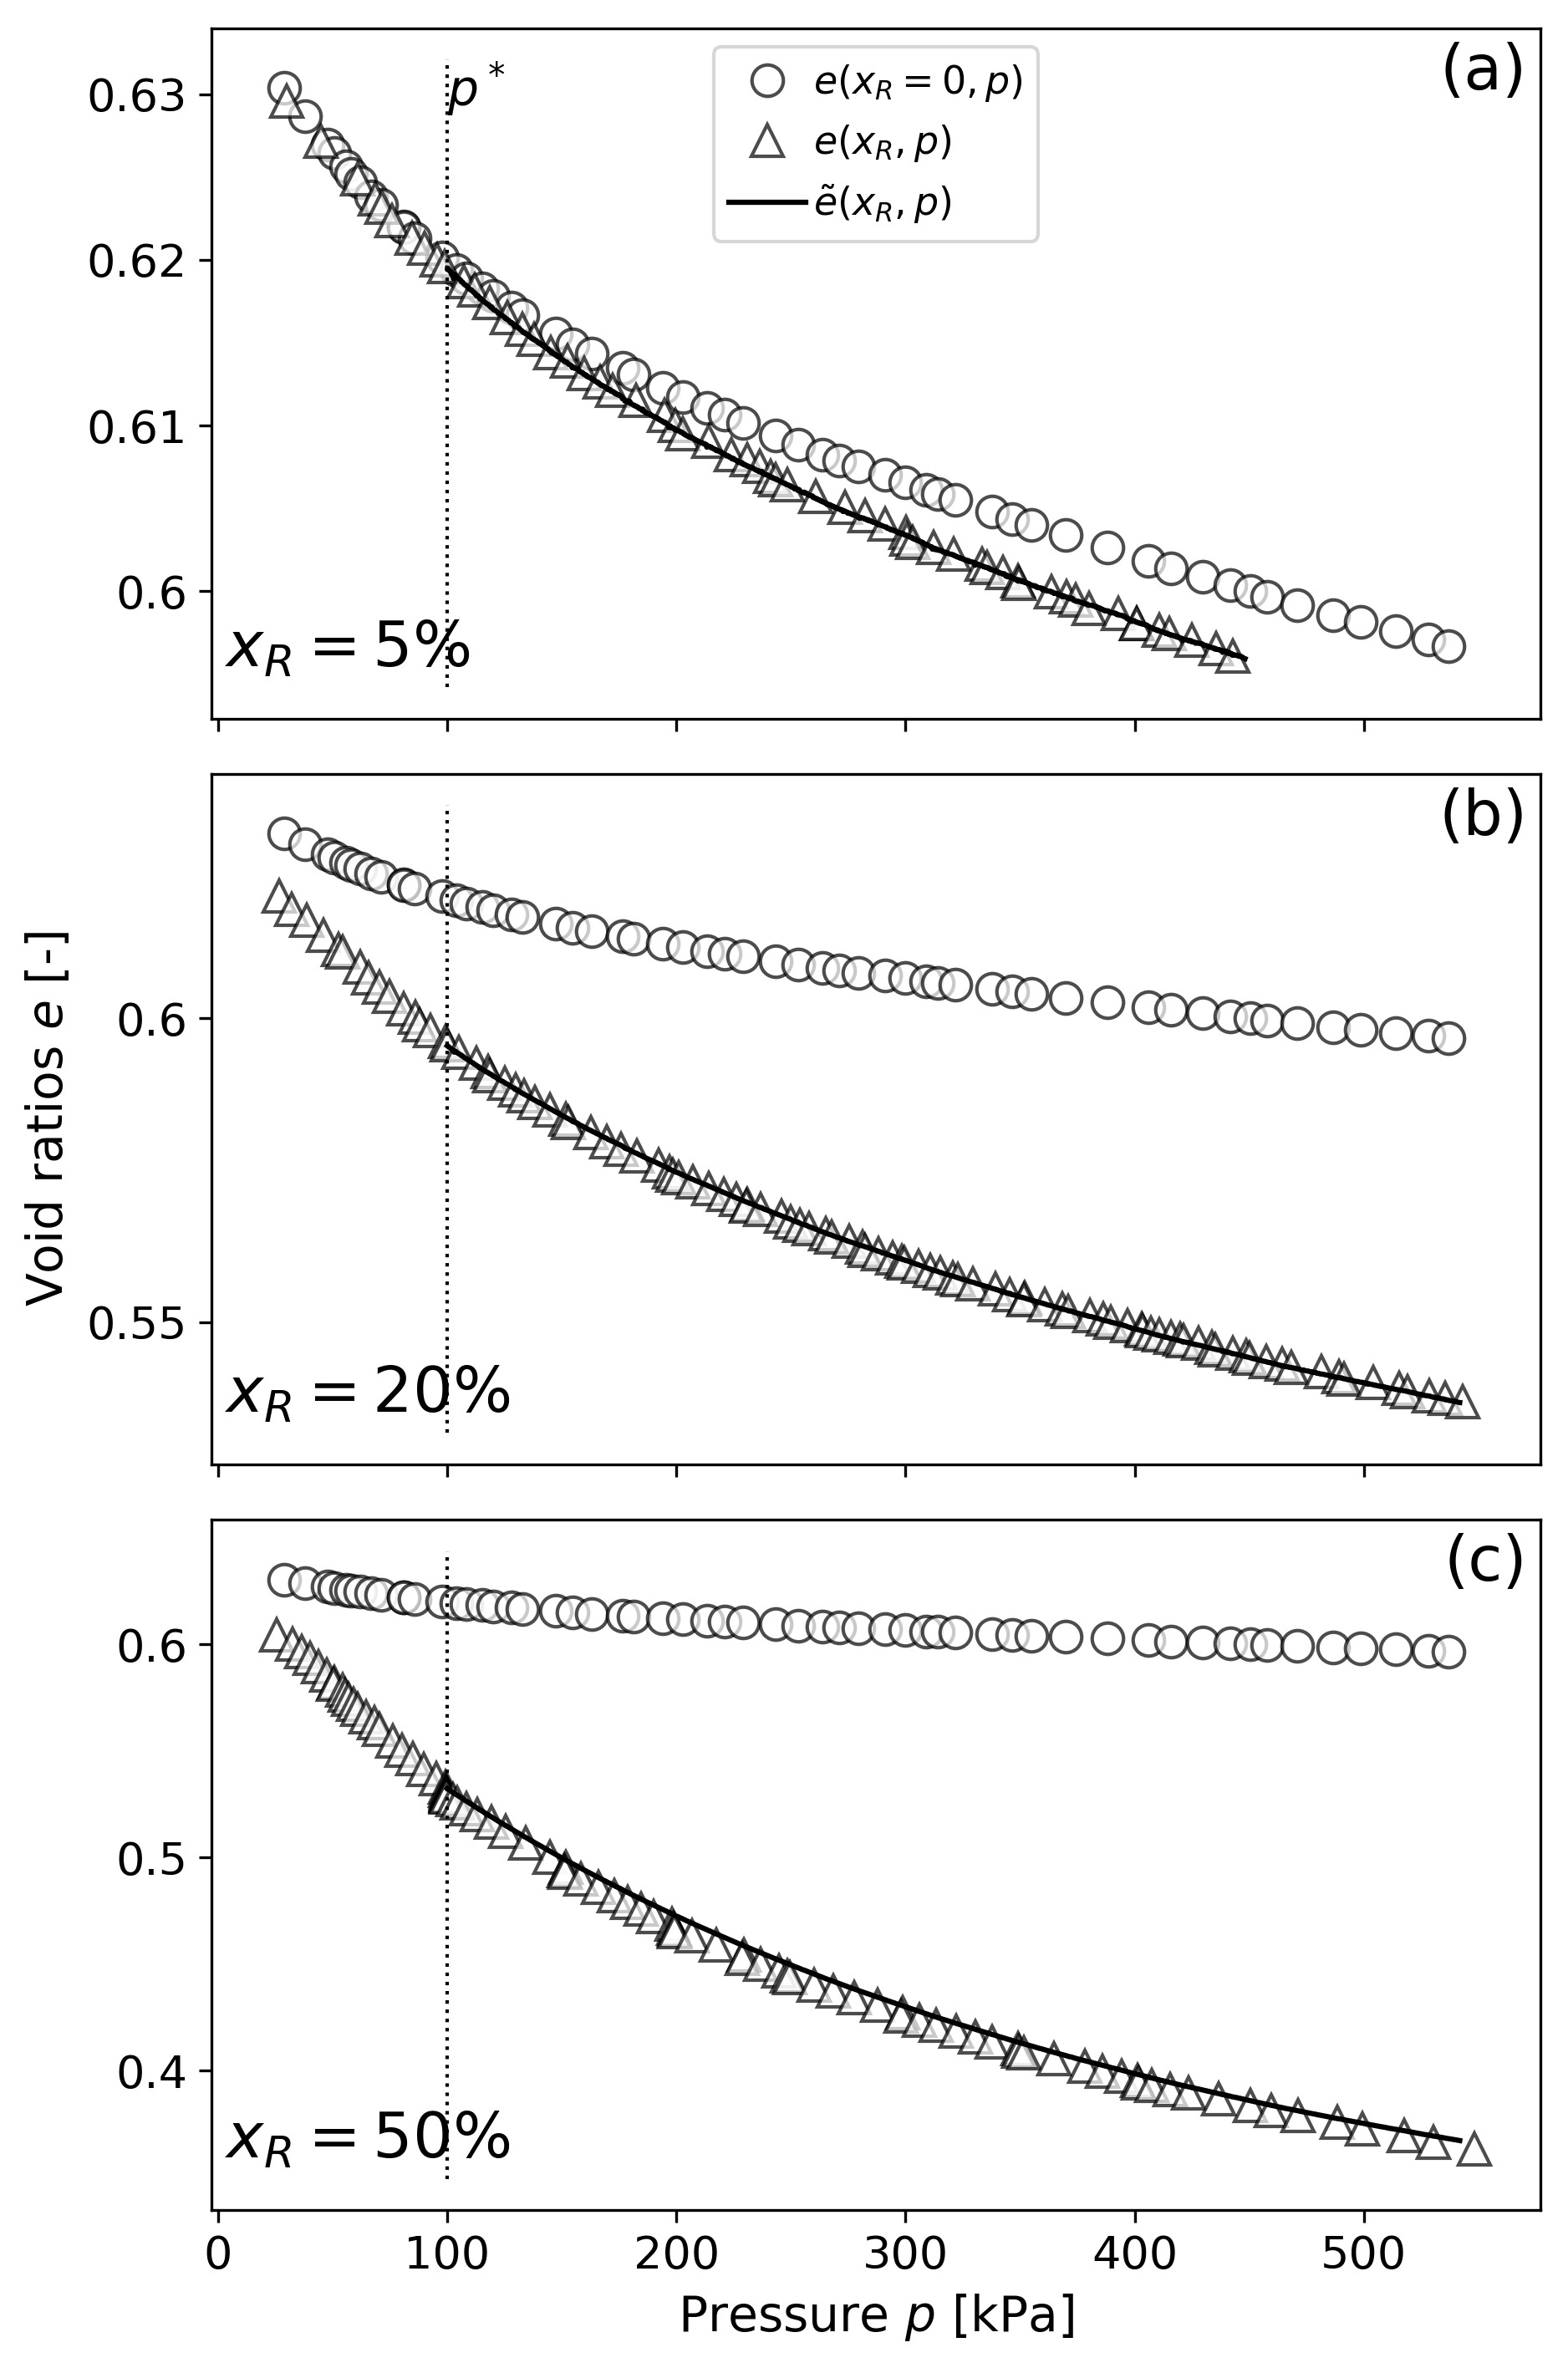 (a)
p*
e(x_R = 0, p)
e(x_R, p)
ẽ(x_R, p)
0.63
0.62
0.61
0.6
x_R = 5%
(b)
0.6
0.55
x_R = 20%
Void ratios e [-]
(c)
0.6
0.5
0.4
x_R = 50%
0 100 200 300 400 500
Pressure p [kPa]